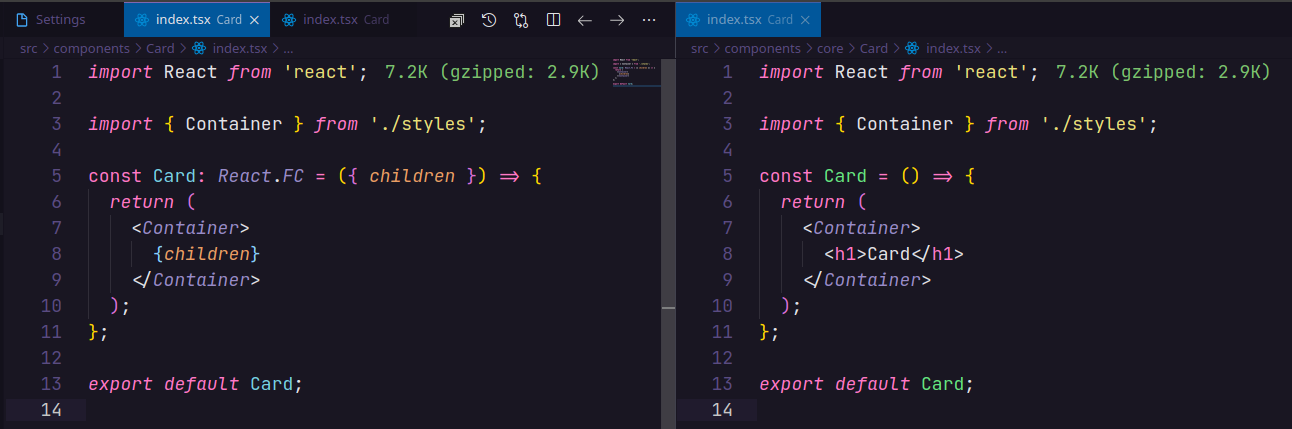 Settings
index.tsx Card
index.tsx Card
src > components > Card > index.tsx > ...
1 import React from 'react'; 7.2K (gzipped: 2.9K)
2
3 import { Container } from './styles';
4
5 const Card: React.FC = ({ children }) => {
6 return (
7 <Container>
8 {children}
9 </Container>
10 );
11 };
12
13 export default Card;
14
index.tsx Card
src > components > core > Card > index.tsx > ...
1 import React from 'react'; 7.2K (gzipped: 2.9K)
2
3 import { Container } from './styles';
4
5 const Card = () => {
6 return (
7 <Container>
8 <h1>Card</h1>
9 </Container>
10 );
11 };
12
13 export default Card;
14